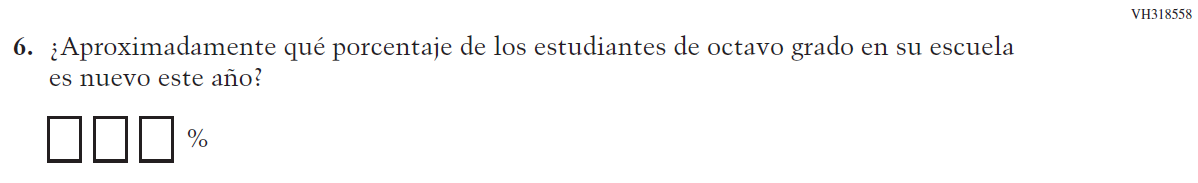 VH318558
6. ¿Aproximadamente qué porcentaje de los estudiantes de octavo grado en su escuela
es nuevo este año?
%